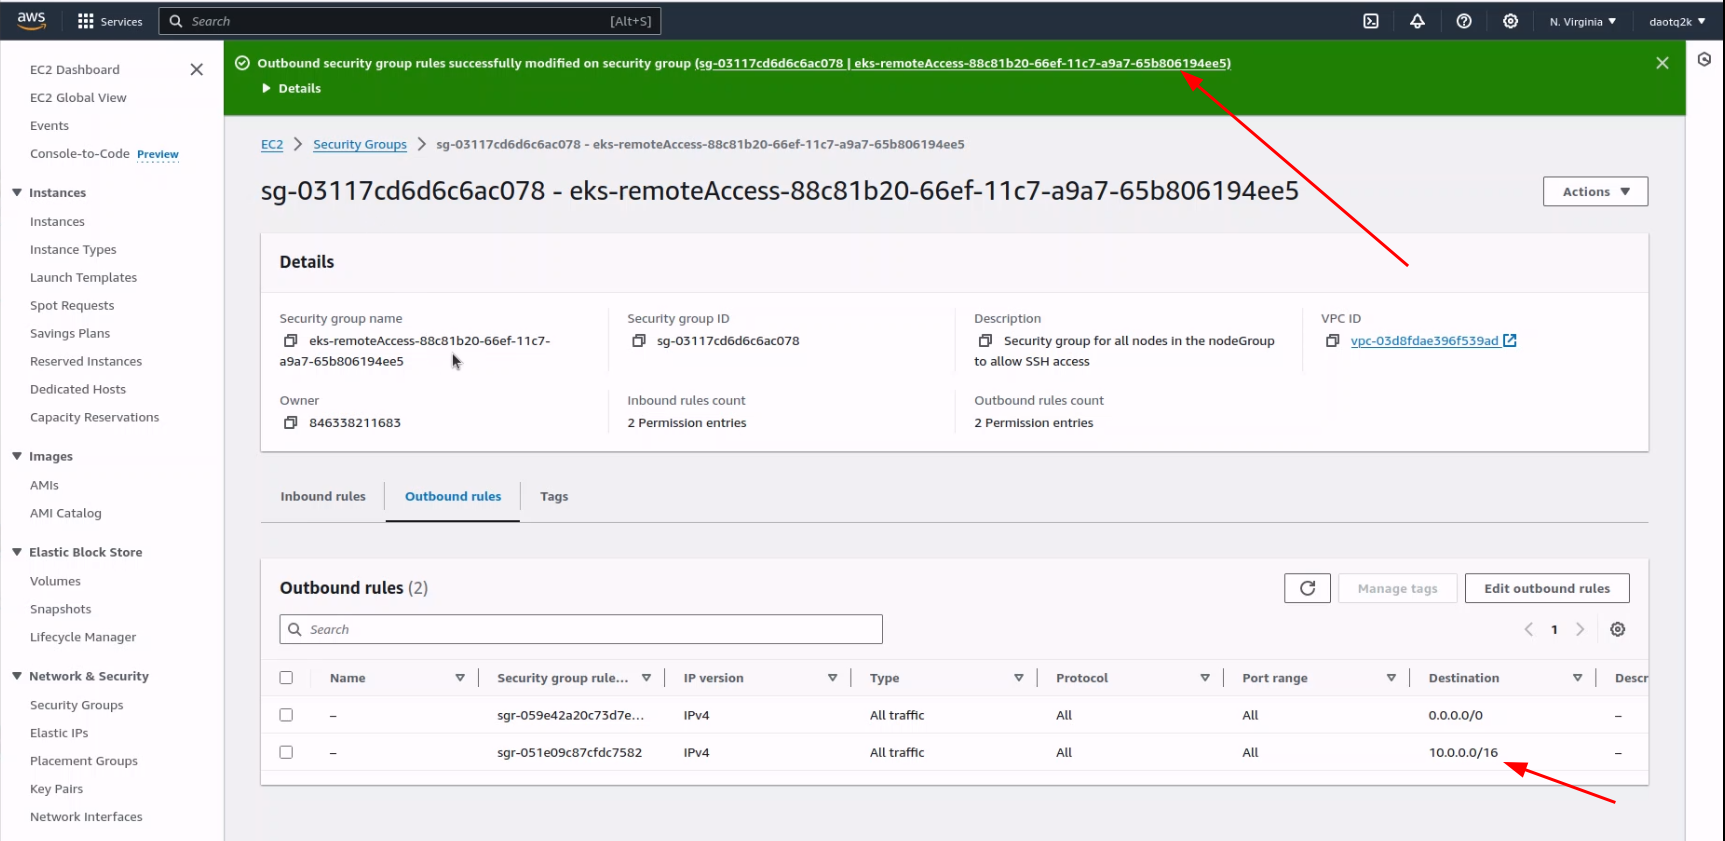 aws Services Search [Alt+S] N. Virginia daotq2k
EC2 Dashboard
EC2 Global View
Events
Console-to-Code Preview
Instances
Instances
Instance Types
Launch Templates
Spot Requests
Savings Plans
Reserved Instances
Dedicated Hosts
Capacity Reservations
Images
AMIs
AMI Catalog
Elastic Block Store
Volumes
Snapshots
Lifecycle Manager
Network & Security
Security Groups
Elastic IPs
Placement Groups
Key Pairs
Network Interfaces
Outbound security group rules successfully modified on security group (sg-03117cd6d6c6ac078 | eks-remoteAccess-88c81b20-66ef-11c7-a9a7-65b806194ee5)
Details
EC2 > Security Groups > sg-03117cd6d6c6ac078 - eks-remoteAccess-88c81b20-66ef-11c7-a9a7-65b806194ee5
sg-03117cd6d6c6ac078 - eks-remoteAccess-88c81b20-66ef-11c7-a9a7-65b806194ee5
Actions
Details
Security group name
eks-remoteAccess-88c81b20-66ef-11c7-
a9a7-65b806194ee5
Security group ID
sg-03117cd6d6c6ac078
Description
Security group for all nodes in the nodeGroup
to allow SSH access
VPC ID
vpc-03d8fdae396f539ad
Owner
846338211683
Inbound rules count
2 Permission entries
Outbound rules count
2 Permission entries
Inbound rules Outbound rules Tags
Outbound rules (2)
Manage tags Edit outbound rules
Search
1
Name Security group rule... IP version Type Protocol Port range Destination Descr
– sgr-059e42a20c73d7e... IPv4 All traffic All All 0.0.0.0/0 –
– sgr-051e09c87cfdc7582 IPv4 All traffic All All 10.0.0.0/16 –